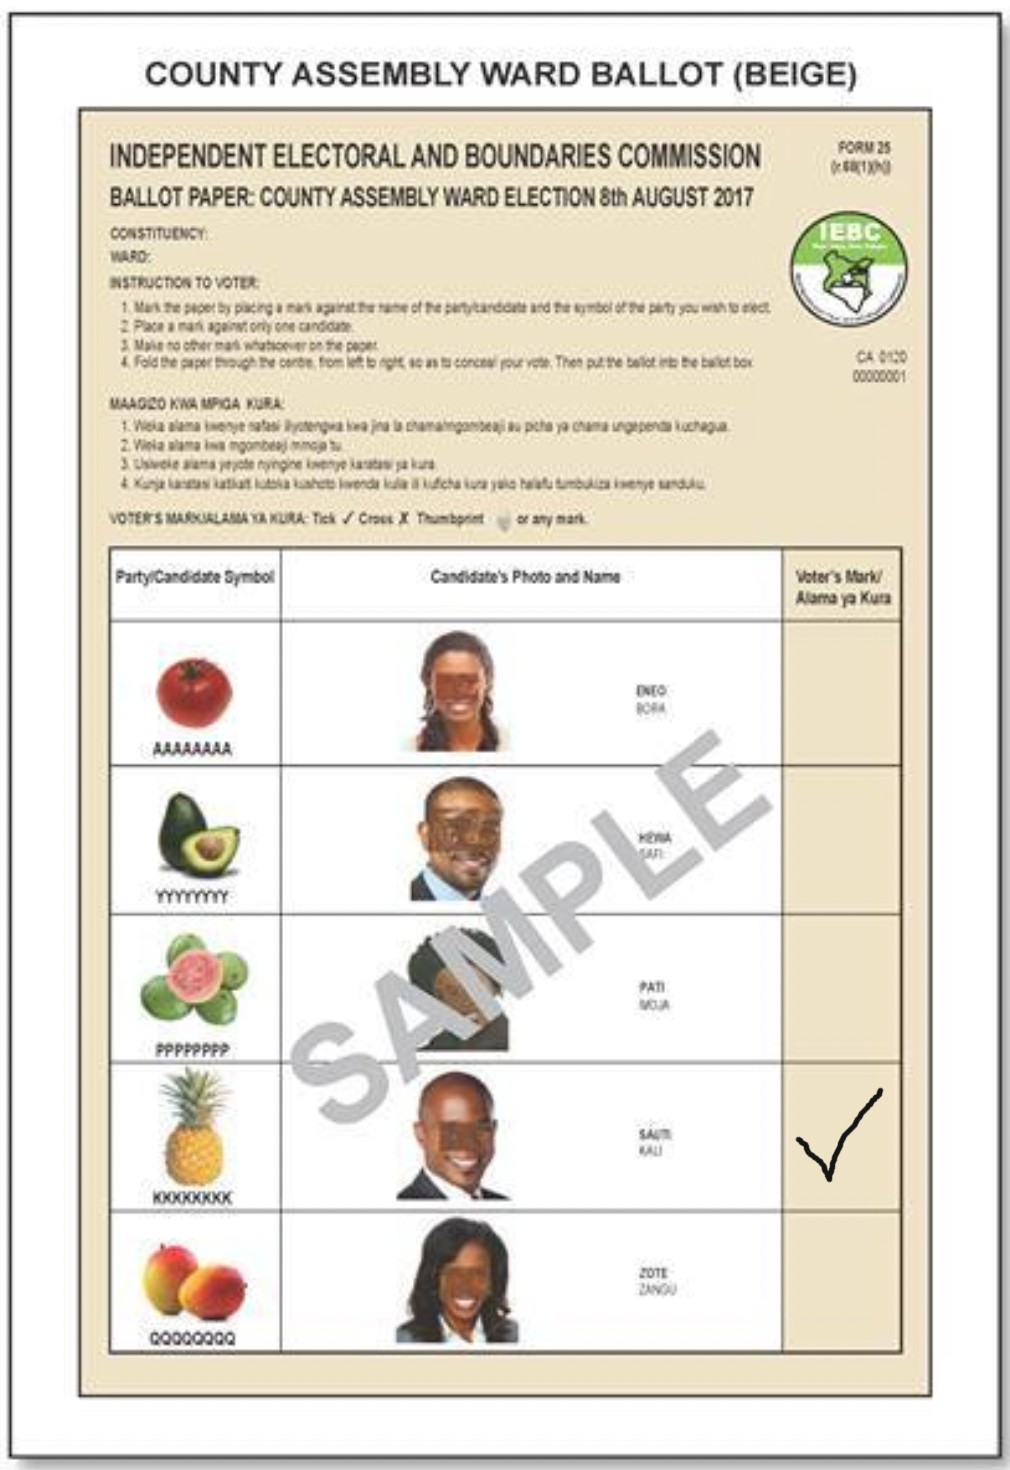 COUNTY ASSEMBLY WARD BALLOT (BEIGE)
INDEPENDENT ELECTORAL AND BOUNDARIES COMMISSION
BALLOT PAPER: COUNTY ASSEMBLY WARD ELECTION 8th AUGUST 2017
FORM 25
(r.68(1)(h))
CONSTITUENCY:
WARD:
IEBC
INSTRUCTION TO VOTER:
1. Mark the paper by placing a mark against the name of the party/candidate and the symbol of the party you wish to elect.
2. Place a mark against only one candidate.
3. Make no other mark whatsoever on the paper.
4. Fold the paper through the centre, from left to right, so as to conceal your vote. Then put the ballot into the ballot box
CA 0120
00000001
MAAGIZO KWA MPIGA KURA:
1. Weka alama kwenye nafasi iliyotengwa kwa jina la chama/mgombeaji au picha ya chama ungependa kuchagua.
2. Weka alama kwa mgombeaji mmoja tu.
3. Usiweke alama yeyote nyingine kwenye karatasi ya kura.
4. Kunja karatasi katikati kutoka kushoto kwenda kulia ili kuficha kura yako halafu tumbukiza kwenye sanduku.
VOTER'S MARK/ALAMA YA KURA: Tick ✓ Cross ✗ Thumbprint or any mark.
Party/Candidate Symbol
Candidate's Photo and Name
Voter's Mark/
Alama ya Kura
AAAAAAAA
ENEO
BORA
YYYYYYYY
HEWA
SAFI
PPPPPPPP
PATI
MOJA
KKKKKKKK
SAUTI
KALI
QQQQQQQQ
ZOTE
ZANGU
SAMPLE